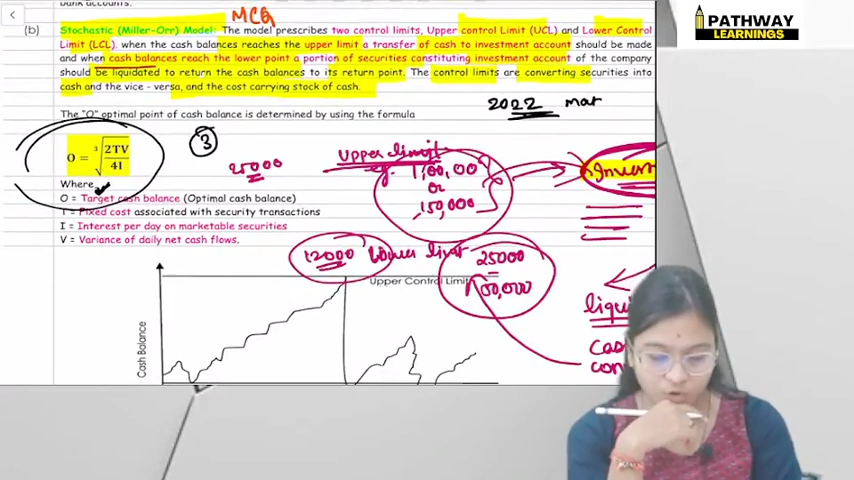 bank accounts.
MCQ
PATHWAY
LEARNINGS
(b) Stochastic (Miller-Orr) Model: The model prescribes two control limits, Upper control Limit (UCL) and Lower Control
Limit (LCL). when the cash balances reaches the upper limit a transfer of cash to investment account should be made
and when cash balances reach the lower point a portion of securities constituting investment account of the company
should be liquidated to return the cash balances to its return point. The control limits are converting securities into
cash and the vice - versa, and the cost carrying stock of cash.
2022 mar
The "O" optimal point of cash balance is determined by using the formula
3
O = ³√2TV/4I
25000
Upper limit
eg. 1,00,00
or
1,50,000
Invest
Where
O = Target cash balance (Optimal cash balance)
T = Fixed cost associated with security transactions
I = Interest per day on marketable securities
V = Variance of daily net cash flows.
12000 Lower limit
25000
Upper Control Limit
Cash Balance